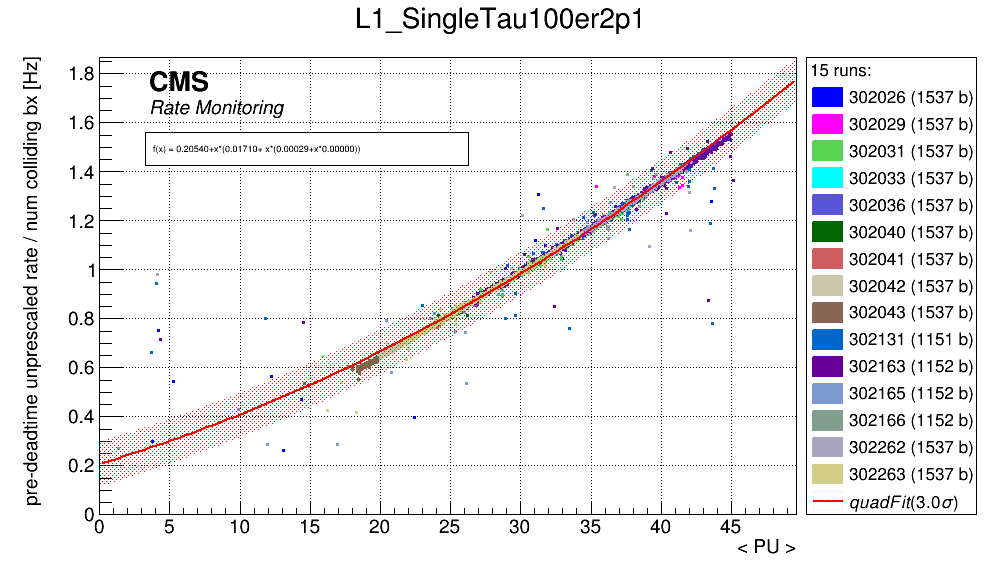 L1_SingleTau100er2p1
pre-deadtime unprescaled rate / num colliding bx [Hz]
1.8
1.6
1.4
1.2
1
0.8
0.6
0.4
0.2
0
CMS
Rate Monitoring
f(x) = 0.20540+x*(0.01710+ x*(0.00029+x*0.00000))
0 5 10 15 20 25 30 35 40 45
< PU >
15 runs:
302026 (1537 b)
302029 (1537 b)
302031 (1537 b)
302033 (1537 b)
302036 (1537 b)
302040 (1537 b)
302041 (1537 b)
302042 (1537 b)
302043 (1537 b)
302131 (1151 b)
302163 (1152 b)
302165 (1152 b)
302166 (1152 b)
302262 (1537 b)
302263 (1537 b)
quadFit(3.0σ)